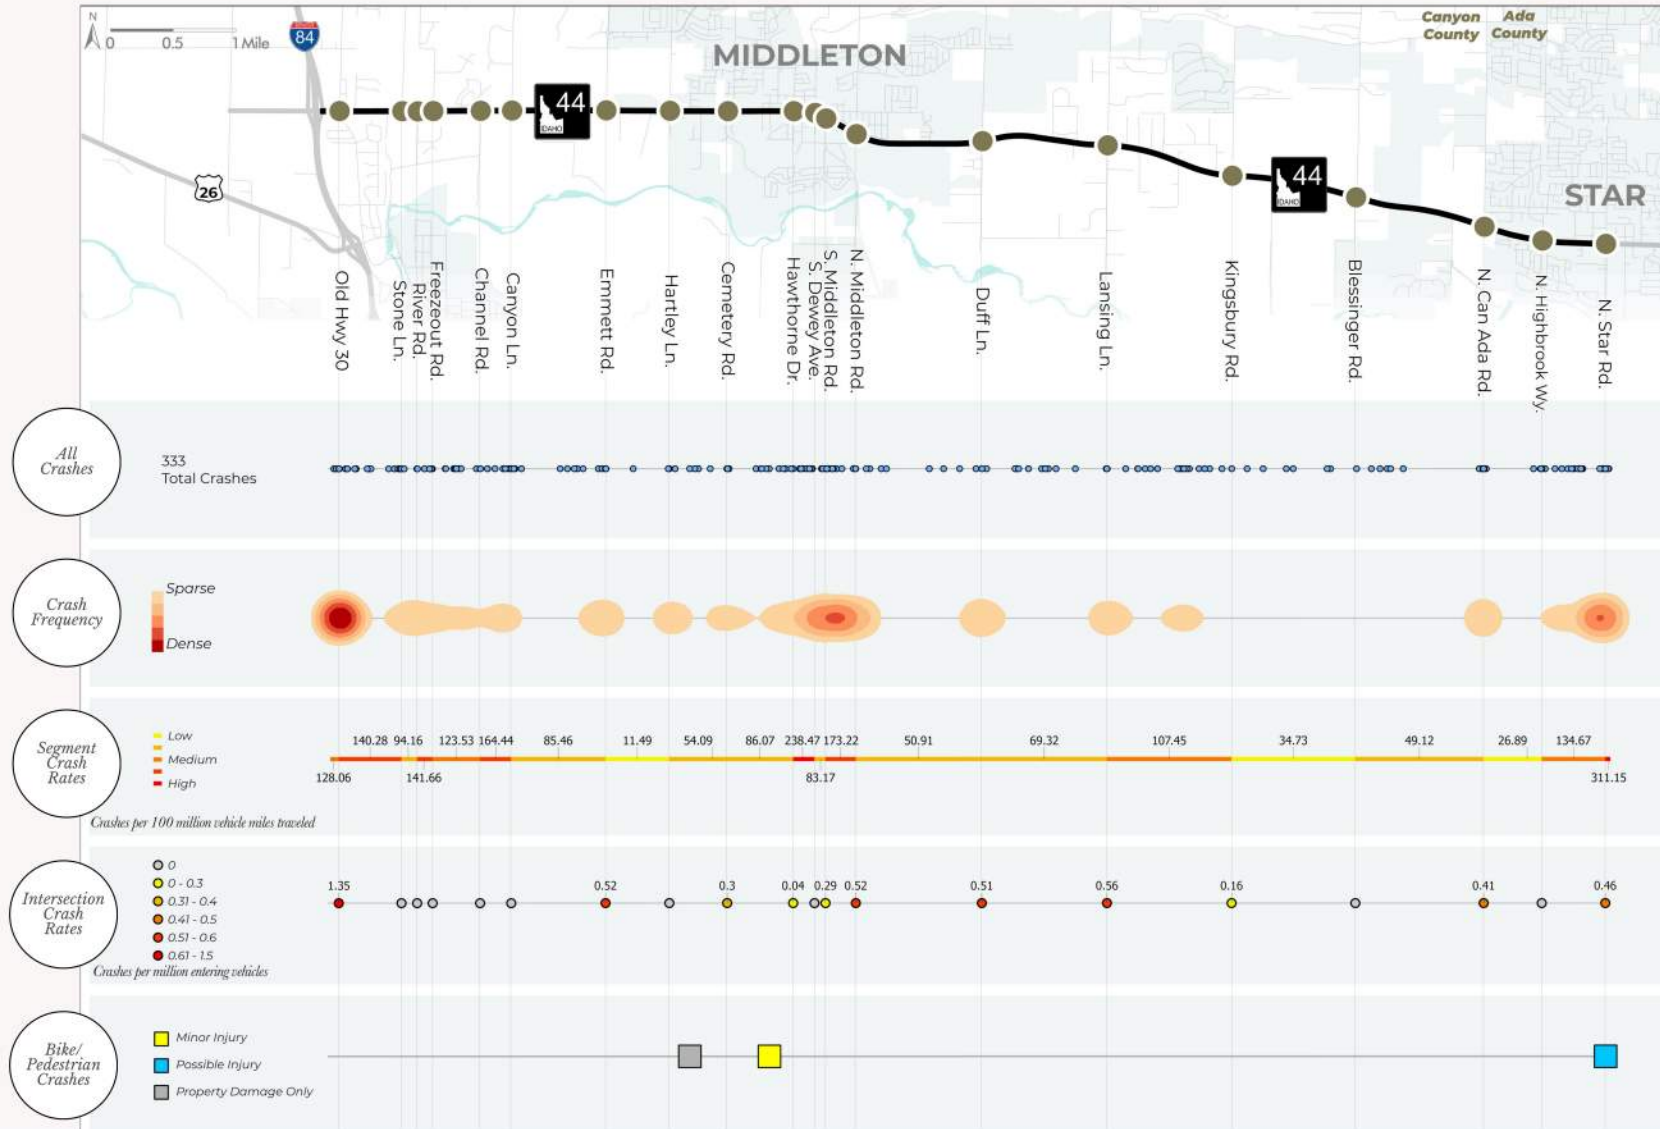 N
0 0.5 1 Mile
84
MIDDLETON
Canyon County
Ada County
44
IDAHO
26
44
IDAHO
STAR
Old Hwy 30
Stone Ln.
River Rd.
Freezeout Rd.
Channel Rd.
Canyon Ln.
Emmett Rd.
Hartley Ln.
Cemetery Rd.
Hawthorne Dr.
S. Dewey Ave.
S. Middleton Rd.
N. Middleton Rd.
Duff Ln.
Lansing Ln.
Kingsbury Rd.
Blessinger Rd.
N. Can Ada Rd.
N. Highbrook Wy.
N. Star Rd.
All
Crashes
333
Total Crashes
Crash
Frequency
Sparse
Dense
Segment
Crash
Rates
Low
Medium
High
140.28 94.16 123.53 164.44 85.46 11.49 54.09 86.07 238.47 173.22 50.91 69.32 107.45 34.73 49.12 26.89 134.67
128.06 141.66 83.17 311.15
Crashes per 100 million vehicle miles traveled
Intersection
Crash
Rates
0
0 - 0.3
0.31 - 0.4
0.41 - 0.5
0.51 - 0.6
0.61 - 1.5
1.35 0.52 0.3 0.04 0.29 0.52 0.51 0.56 0.16 0.41 0.46
Crashes per million entering vehicles
Bike/
Pedestrian
Crashes
Minor Injury
Possible Injury
Property Damage Only